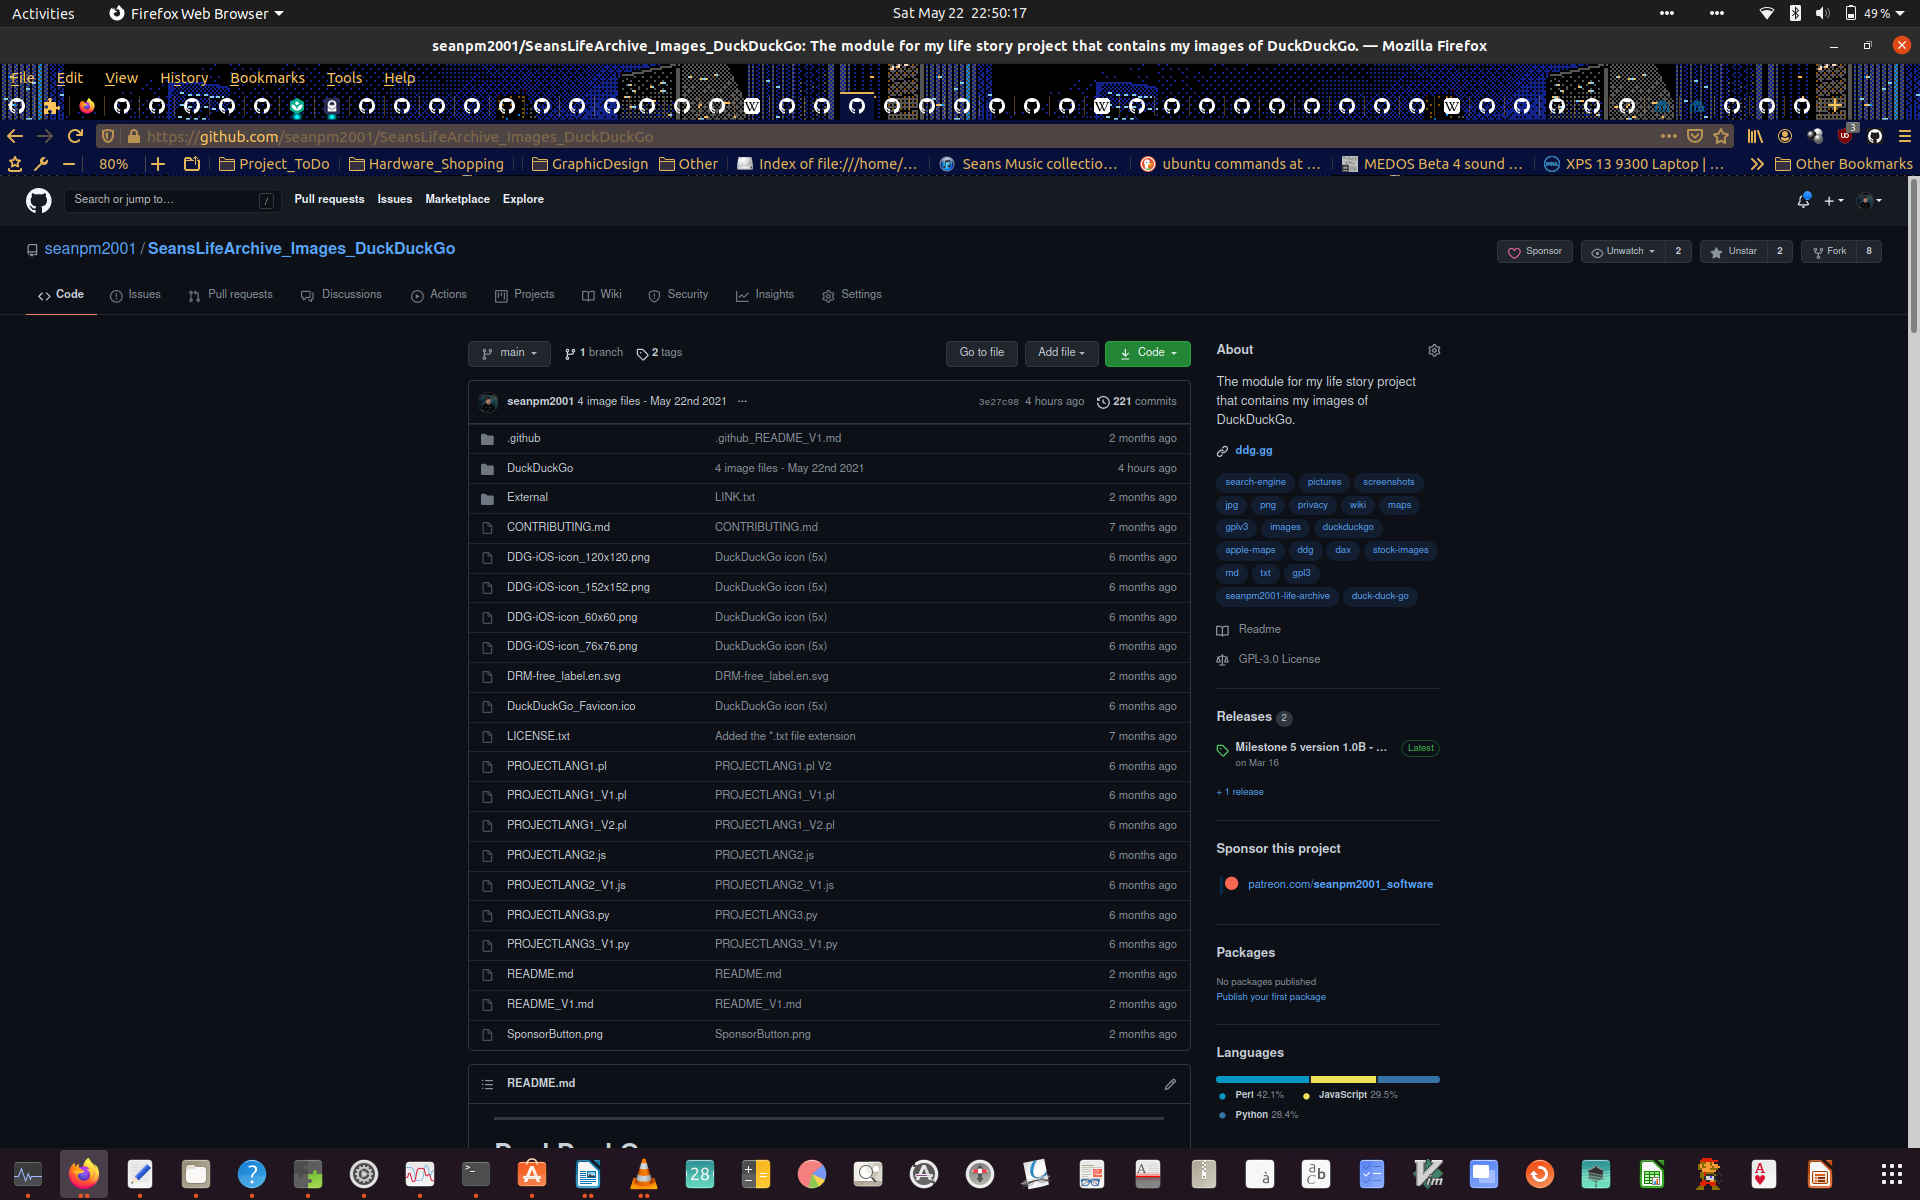 Activities Firefox Web Browser Sat May 22 22:50:17 49 %
seanpm2001/SeansLifeArchive_Images_DuckDuckGo: The module for my life story project that contains my images of DuckDuckGo. — Mozilla Firefox
File Edit View History Bookmarks Tools Help
https://github.com/seanpm2001/SeansLifeArchive_Images_DuckDuckGo 3
80% Project_ToDo Hardware_Shopping GraphicDesign Other Index of file:///home/... Seans Music collectio... ubuntu commands at ... MEDOS Beta 4 sound ... XPS 13 9300 Laptop | ... Other Bookmarks
Search or jump to... / Pull requests Issues Marketplace Explore
seanpm2001 / SeansLifeArchive_Images_DuckDuckGo Sponsor Unwatch 2 Unstar 2 Fork 8
Code Issues Pull requests Discussions Actions Projects Wiki Security Insights Settings
main 1 branch 2 tags Go to file Add file Code
seanpm2001 4 image files - May 22nd 2021 ... 3e27c98 4 hours ago 221 commits
.github .github_README_V1.md 2 months ago
DuckDuckGo 4 image files - May 22nd 2021 4 hours ago
External LINK.txt 2 months ago
CONTRIBUTING.md CONTRIBUTING.md 7 months ago
DDG-iOS-icon_120x120.png DuckDuckGo icon (5x) 6 months ago
DDG-iOS-icon_152x152.png DuckDuckGo icon (5x) 6 months ago
DDG-iOS-icon_60x60.png DuckDuckGo icon (5x) 6 months ago
DDG-iOS-icon_76x76.png DuckDuckGo icon (5x) 6 months ago
DRM-free_label.en.svg DRM-free_label.en.svg 2 months ago
DuckDuckGo_Favicon.ico DuckDuckGo icon (5x) 6 months ago
LICENSE.txt Added the *.txt file extension 7 months ago
PROJECTLANG1.pl PROJECTLANG1.pl V2 6 months ago
PROJECTLANG1_V1.pl PROJECTLANG1_V1.pl 6 months ago
PROJECTLANG1_V2.pl PROJECTLANG1_V2.pl 6 months ago
PROJECTLANG2.js PROJECTLANG2.js 6 months ago
PROJECTLANG2_V1.js PROJECTLANG2_V1.js 6 months ago
PROJECTLANG3.py PROJECTLANG3.py 6 months ago
PROJECTLANG3_V1.py PROJECTLANG3_V1.py 6 months ago
README.md README.md 2 months ago
README_V1.md README_V1.md 2 months ago
SponsorButton.png SponsorButton.png 2 months ago
README.md
About
The module for my life story project
that contains my images of
DuckDuckGo.
ddg.gg
search-engine pictures screenshots
jpg png privacy wiki maps
gplv3 images duckduckgo
apple-maps ddg dax stock-images
md txt gpl3
seanpm2001-life-archive duck-duck-go
Readme
GPL-3.0 License
Releases 2
Milestone 5 version 1.0B - ... Latest
on Mar 16
+ 1 release
Sponsor this project
patreon.com/seanpm2001_software
Packages
No packages published
Publish your first package
Languages
Perl 42.1% JavaScript 29.5%
Python 28.4%
28